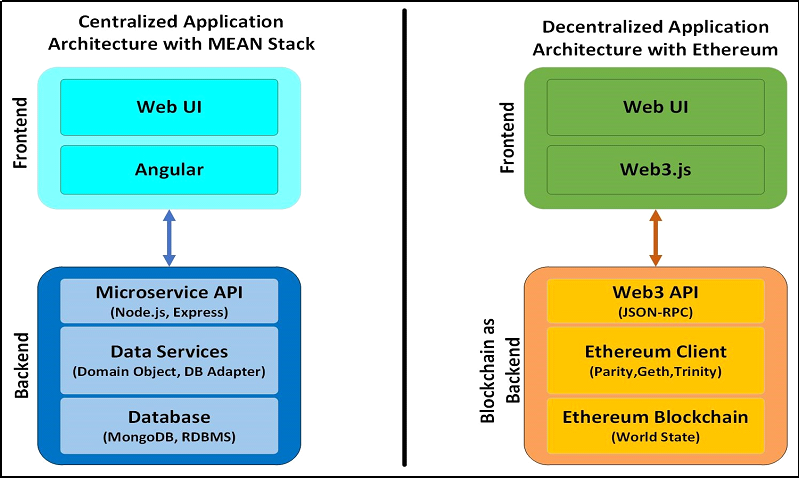 Centralized Application
Architecture with MEAN Stack
Frontend
Web UI
Angular
Backend
Microservice API
(Node.js, Express)
Data Services
(Domain Object, DB Adapter)
Database
(MongoDB, RDBMS)
Decentralized Application
Architecture with Ethereum
Frontend
Web UI
Web3.js
Blockchain as
Backend
Web3 API
(JSON-RPC)
Ethereum Client
(Parity,Geth,Trinity)
Ethereum Blockchain
(World State)